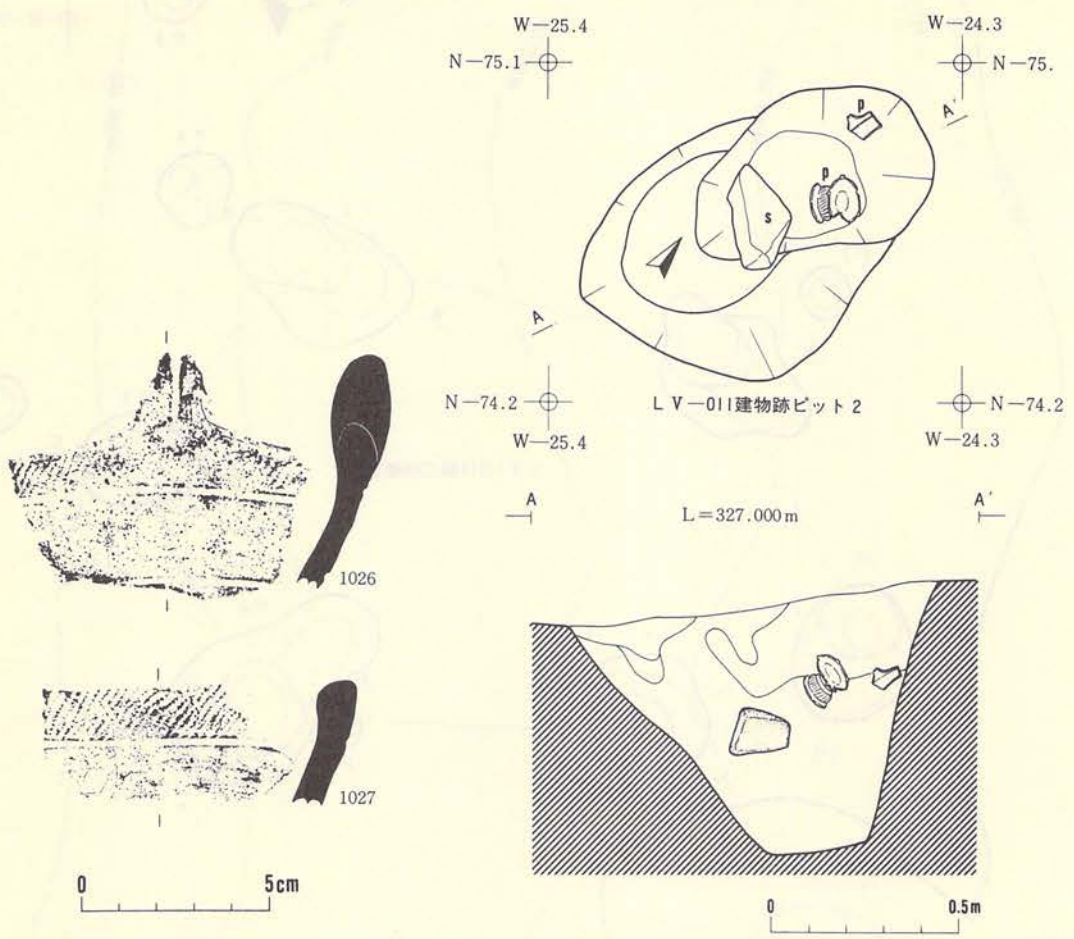 W—25.4
W—24.3
N—75.1
N—75.
A'
p
p
s
A
N—74.2
LV—011建物跡ピット2
N—74.2
W—25.4
W—24.3
A
A'
L＝327.000m
1026
1027
0 5cm
0 0.5m